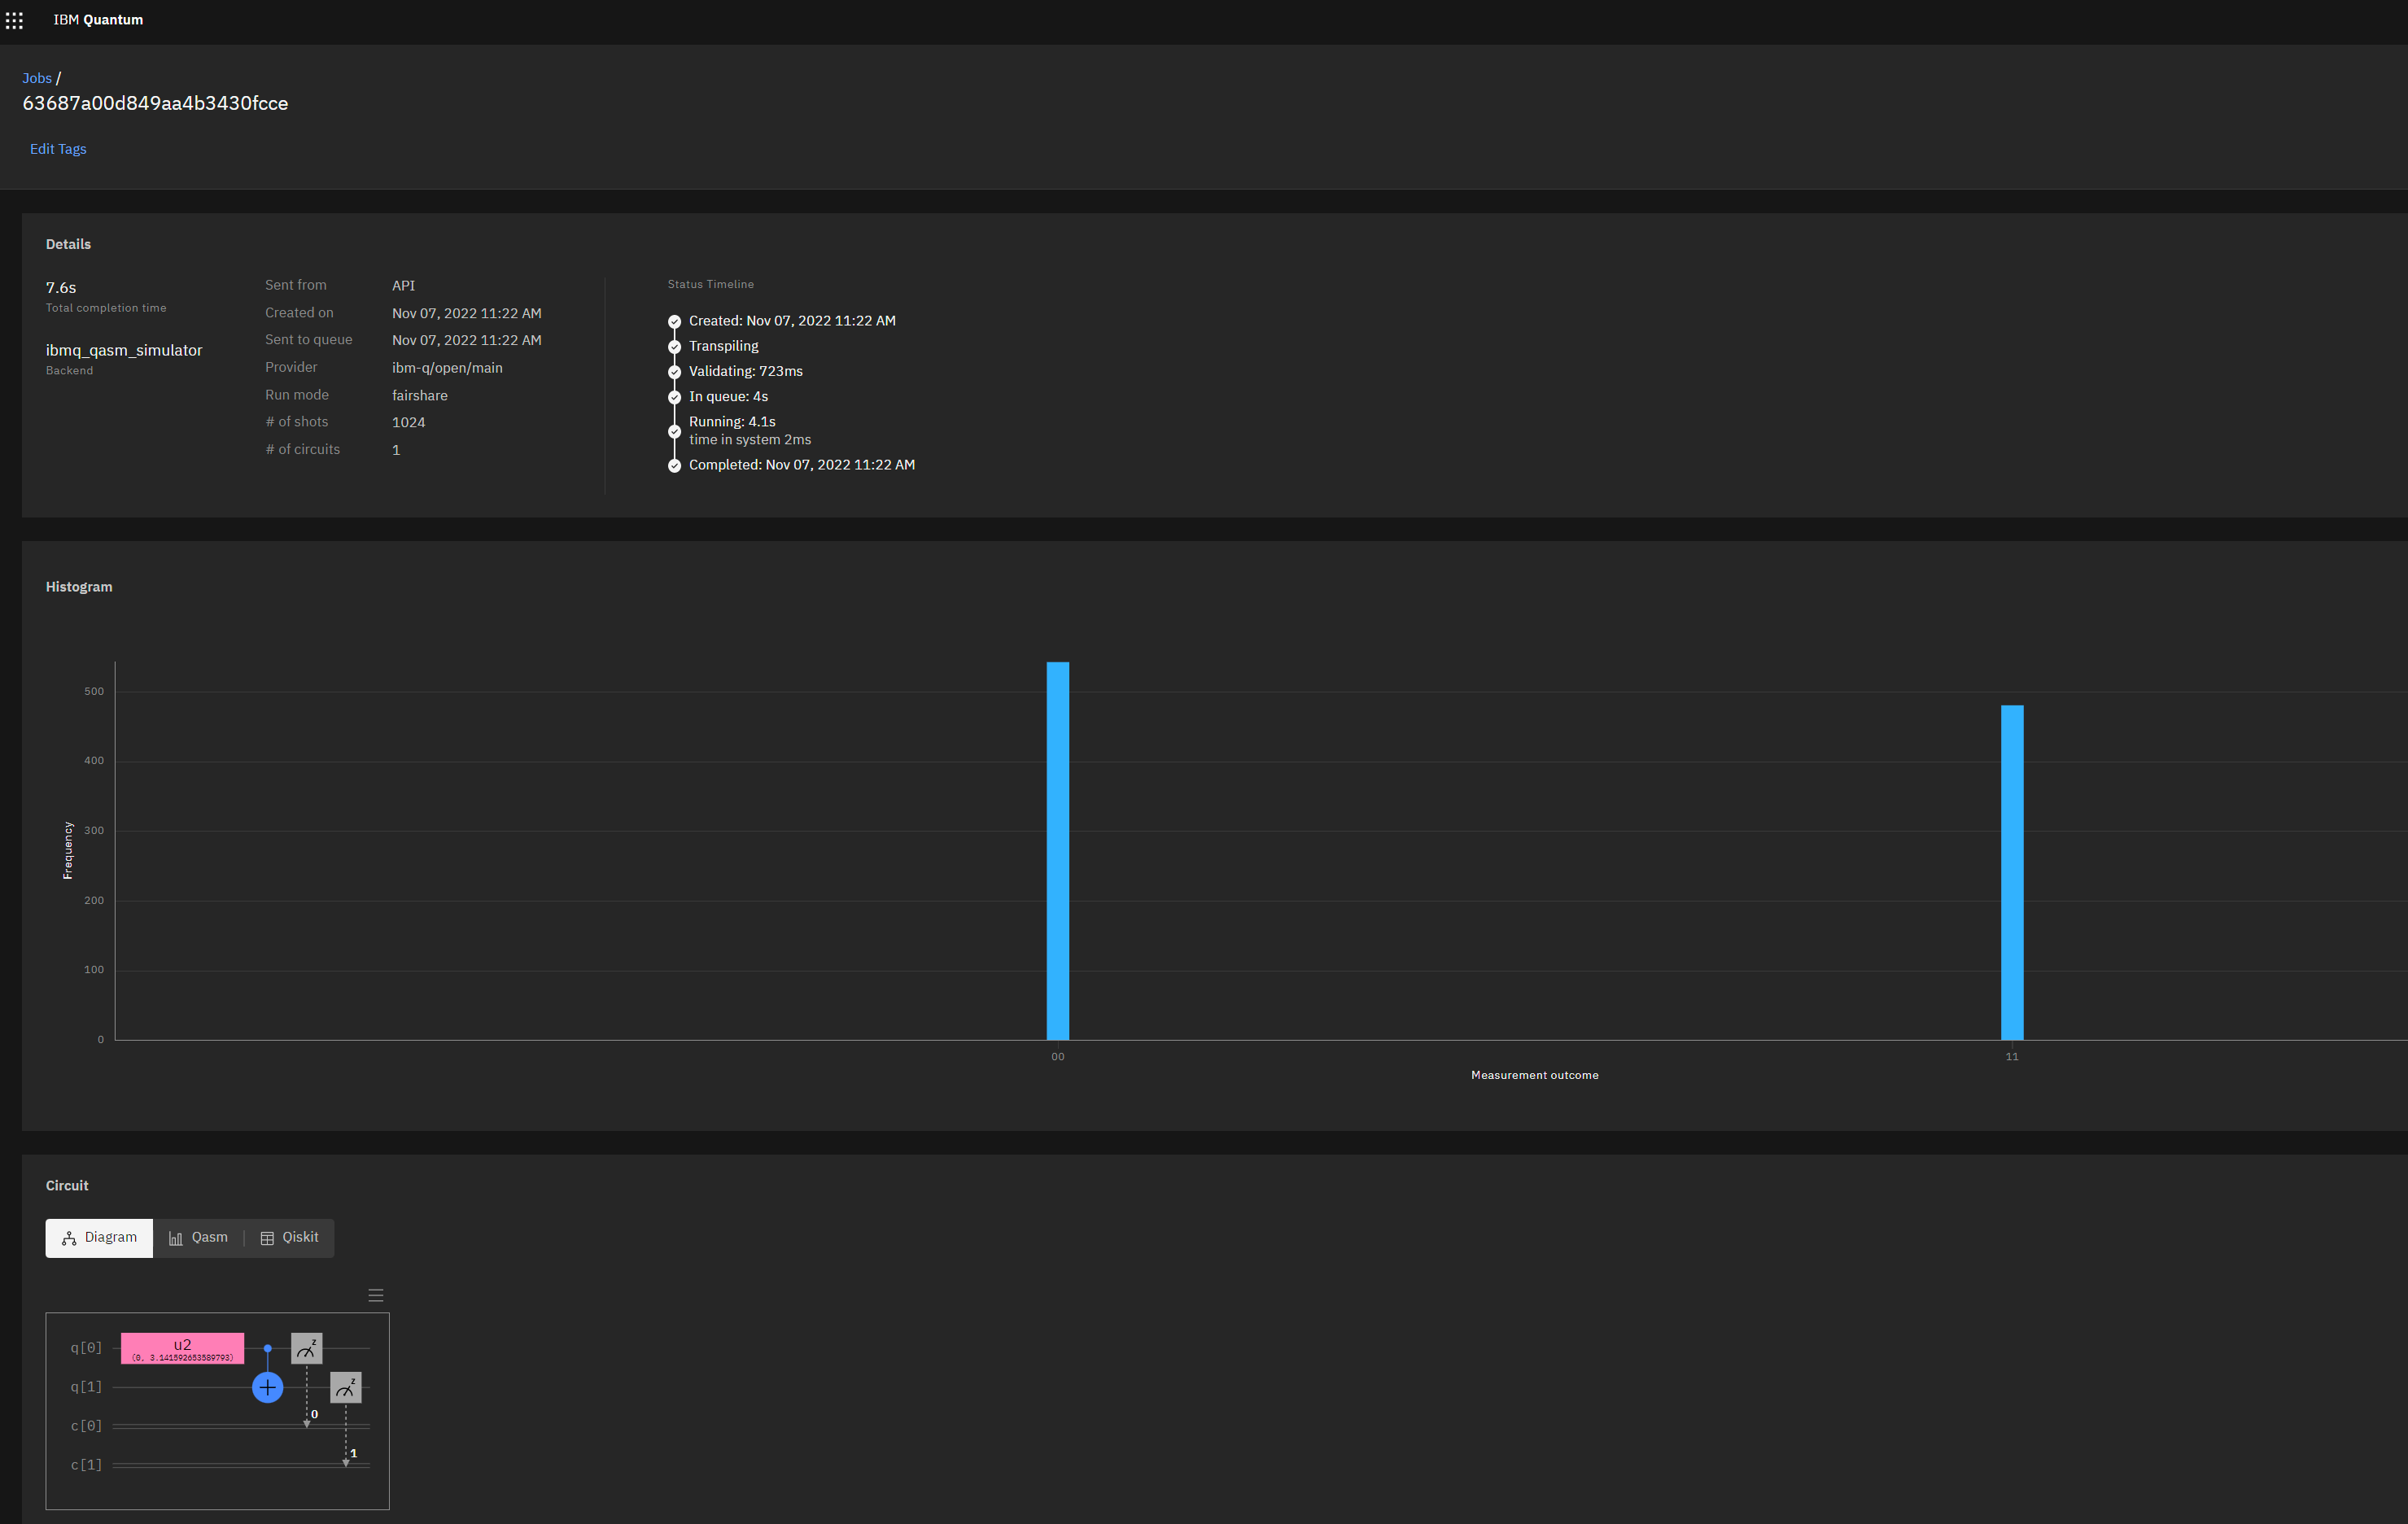 IBM Quantum
Jobs /
63687a00d849aa4b3430fcce
Edit Tags
Details
7.6s
Total completion time
ibmq_qasm_simulator
Backend
Sent from API
Created on Nov 07, 2022 11:22 AM
Sent to queue Nov 07, 2022 11:22 AM
Provider ibm-q/open/main
Run mode fairshare
# of shots 1024
# of circuits 1
Status Timeline
Created: Nov 07, 2022 11:22 AM
Transpiling
Validating: 723ms
In queue: 4s
Running: 4.1s
time in system 2ms
Completed: Nov 07, 2022 11:22 AM
Histogram
Frequency
500
400
300
200
100
0
00
11
Measurement outcome
Circuit
Diagram Qasm Qiskit
q[0] u2 z
(0, 3.141592653589793)
q[1] z
0
c[0]
1
c[1]